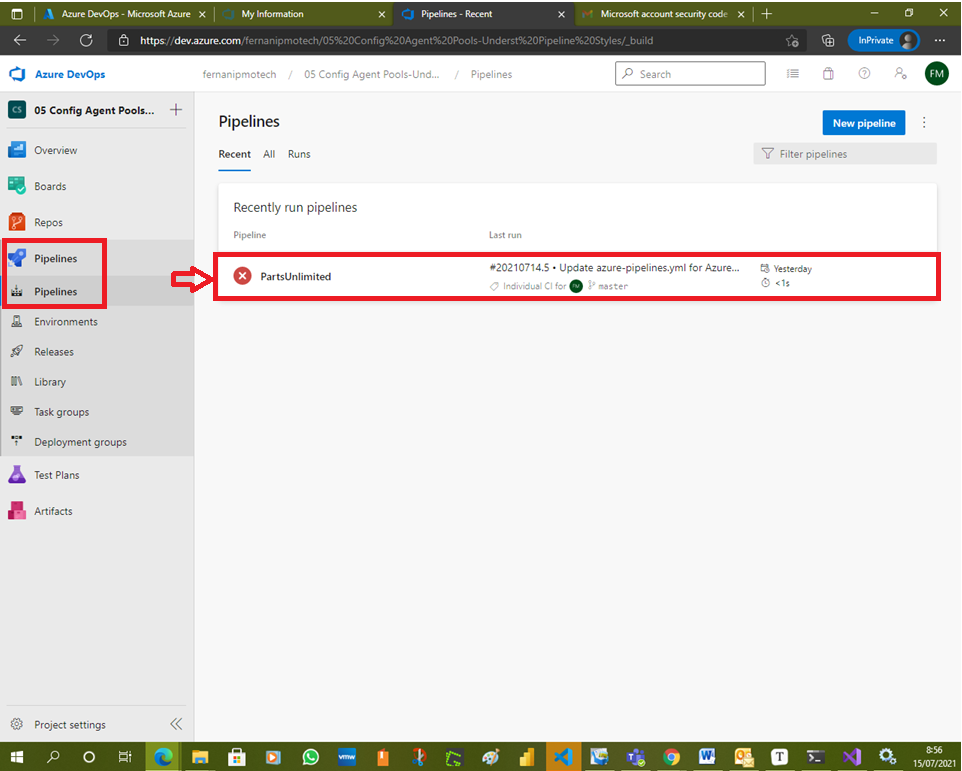 Azure DevOps - Microsoft Azure
My Information
Pipelines - Recent
Microsoft account security code
https://dev.azure.com/fernanipmotech/05%20Config%20Agent%20Pools-Underst%20Pipeline%20Styles/_build
InPrivate
Azure DevOps
fernanipmotech / 05 Config Agent Pools-Und... / Pipelines
Search
FM
CS 05 Config Agent Pools...
Overview
Boards
Repos
Pipelines
Pipelines
Environments
Releases
Library
Task groups
Deployment groups
Test Plans
Artifacts
Project settings
Pipelines
New pipeline
Recent All Runs
Filter pipelines
Recently run pipelines
Pipeline Last run
PartsUnlimited
#20210714.5 • Update azure-pipelines.yml for Azure...
Individual CI for FM master
Yesterday
<1s
vmw
8:56
15/07/2021